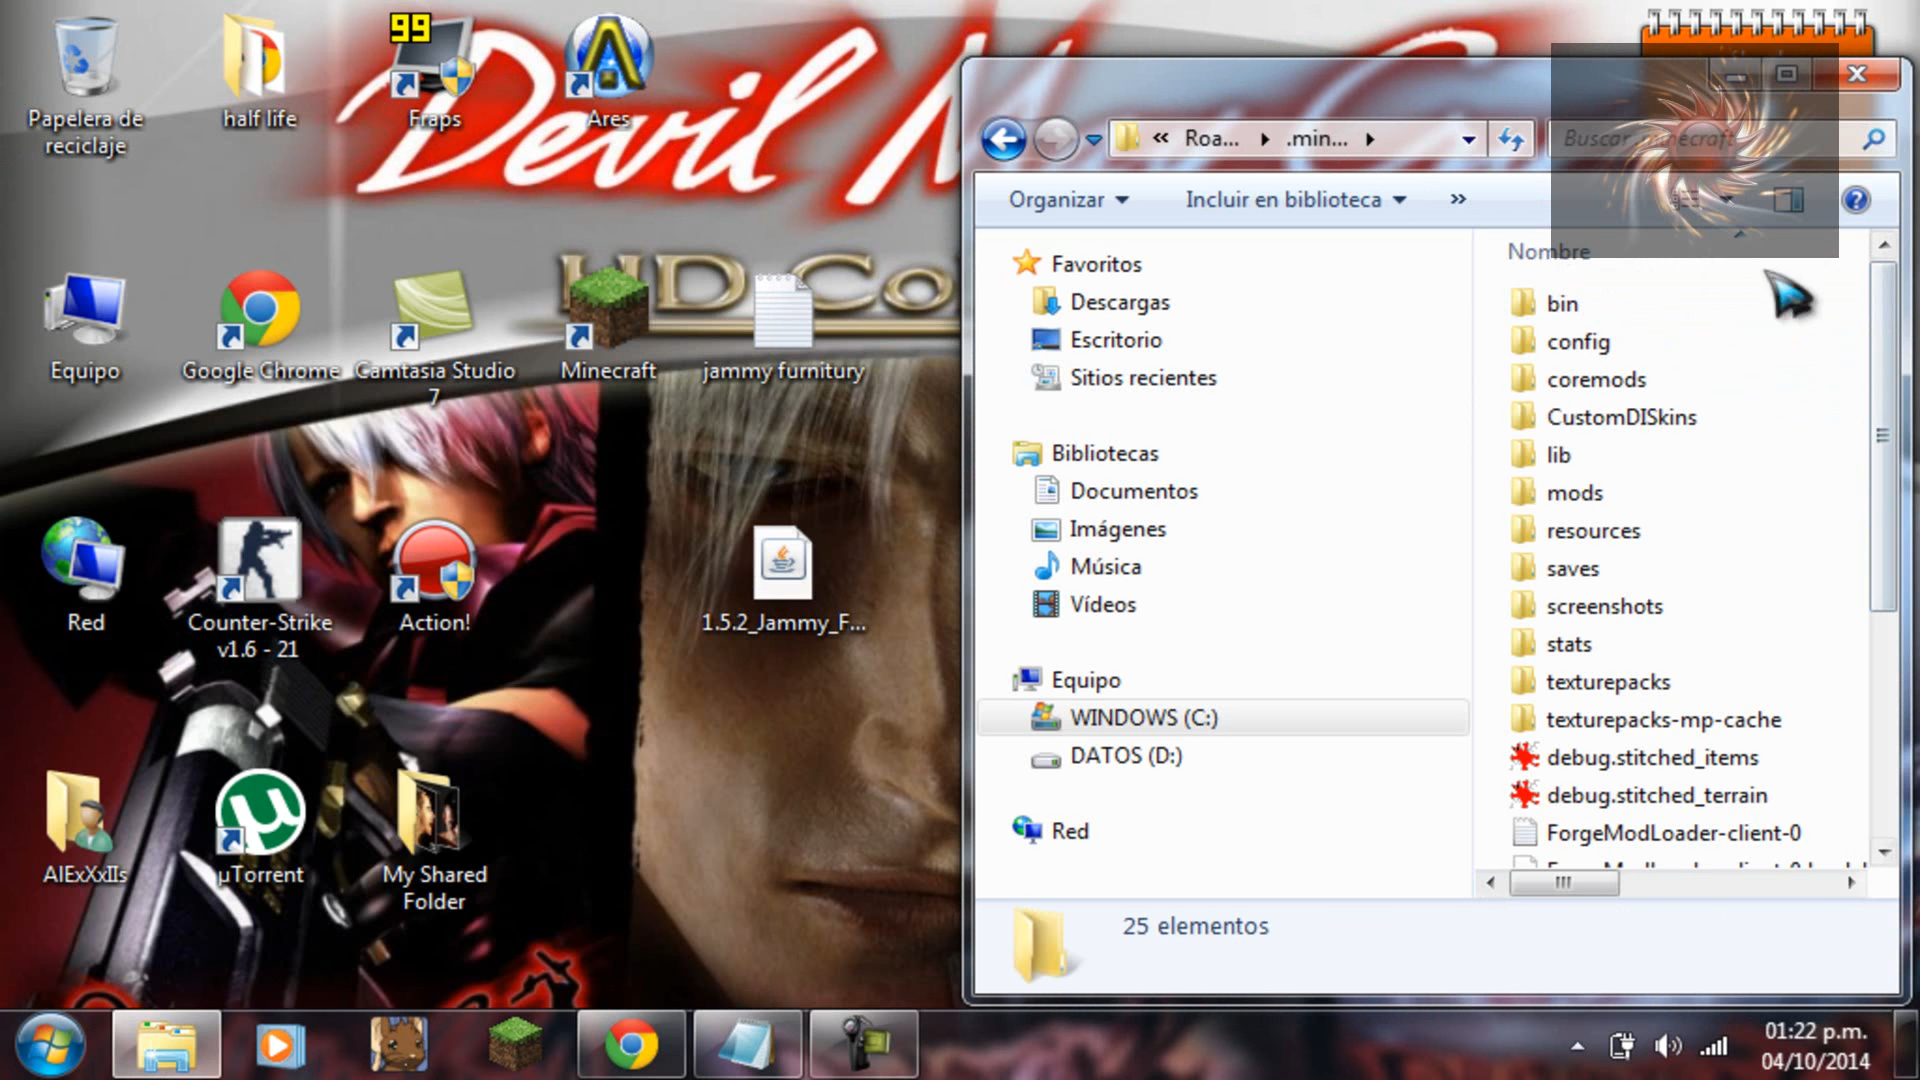 99
Devil M
HD Co
Papelera de
reciclaje
half life
Fraps
Ares
Equipo
Google Chrome
Camtasia Studio
7
Minecraft
jammy furnitury
Red
Counter-Strike
v1.6 - 21
Action!
1.5.2_Jammy_F...
AlExXxIIs
µTorrent
My Shared
Folder
« Roa... .min...
Buscar .minecraft
Organizar
Incluir en biblioteca
»
Nombre
Favoritos
Descargas
Escritorio
Sitios recientes
Bibliotecas
Documentos
Imágenes
Música
Vídeos
Equipo
WINDOWS (C:)
DATOS (D:)
Red
bin
config
coremods
CustomDISkins
lib
mods
resources
saves
screenshots
stats
texturepacks
texturepacks-mp-cache
debug.stitched_items
debug.stitched_terrain
ForgeModLoader-client-0
25 elementos
01:22 p.m.
04/10/2014